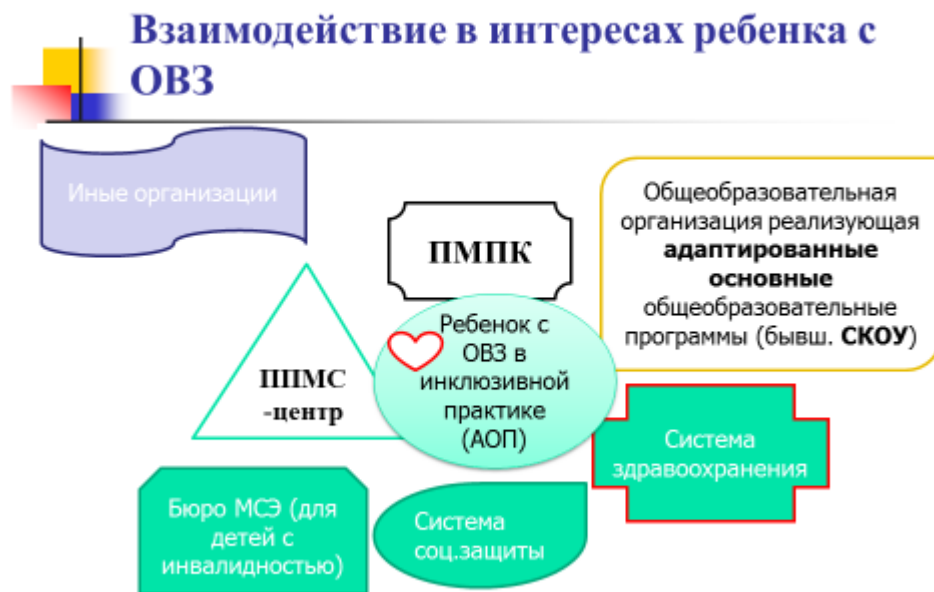 Взаимодействие в интересах ребенка с
ОВЗ
Иные организации
ПМПК
Общеобразовательная
организация реализующая
адаптированные
основные
общеобразовательные
программы (бывш. СКОУ)
ППМС
-центр
Ребенок с
ОВЗ в
инклюзивной
практике
(АОП)
Система
здравоохранения
Бюро МСЭ (для
детей с
инвалидностью)
Система
соц.защиты